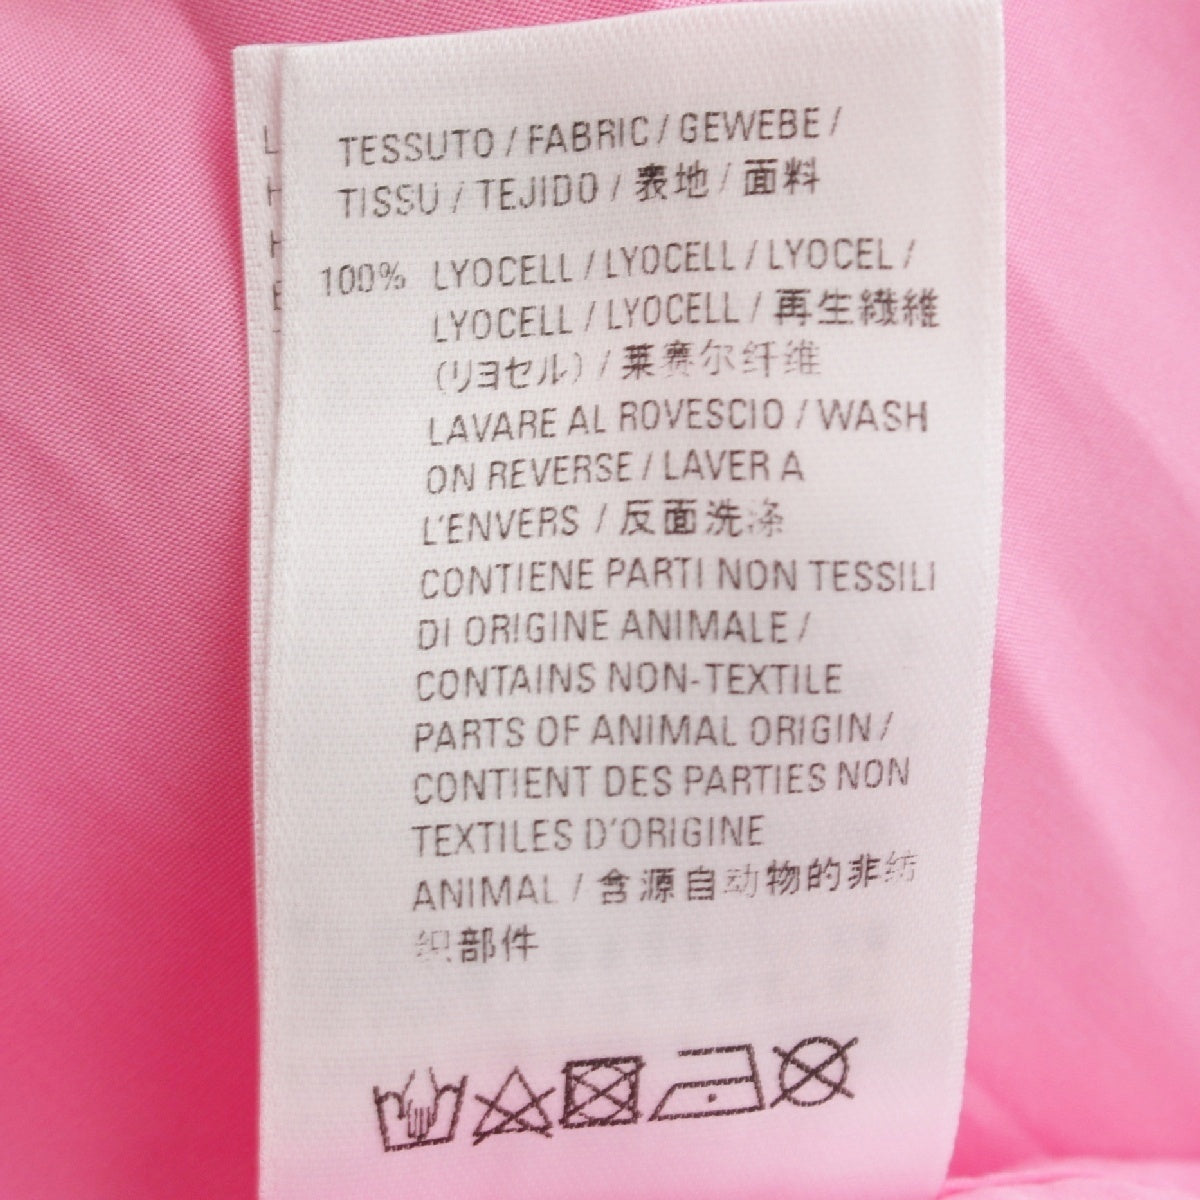 TESSUTO / FABRIC / GEWEBE /
TISSU / TEJIDO / 表地 / 面料
100% LYOCELL / LYOCELL / LYOCEL /
LYOCELL / LYOCELL / 再生繊維
(リヨセル) / 莱赛尔纤维
LAVARE AL ROVESCIO / WASH
ON REVERSE / LAVER A
L'ENVERS / 反面洗涤
CONTIENE PARTI NON TESSILI
DI ORIGINE ANIMALE /
CONTAINS NON-TEXTILE
PARTS OF ANIMAL ORIGIN /
CONTIENT DES PARTIES NON
TEXTILES D'ORIGINE
ANIMAL / 含源自动物的非纺
织部件